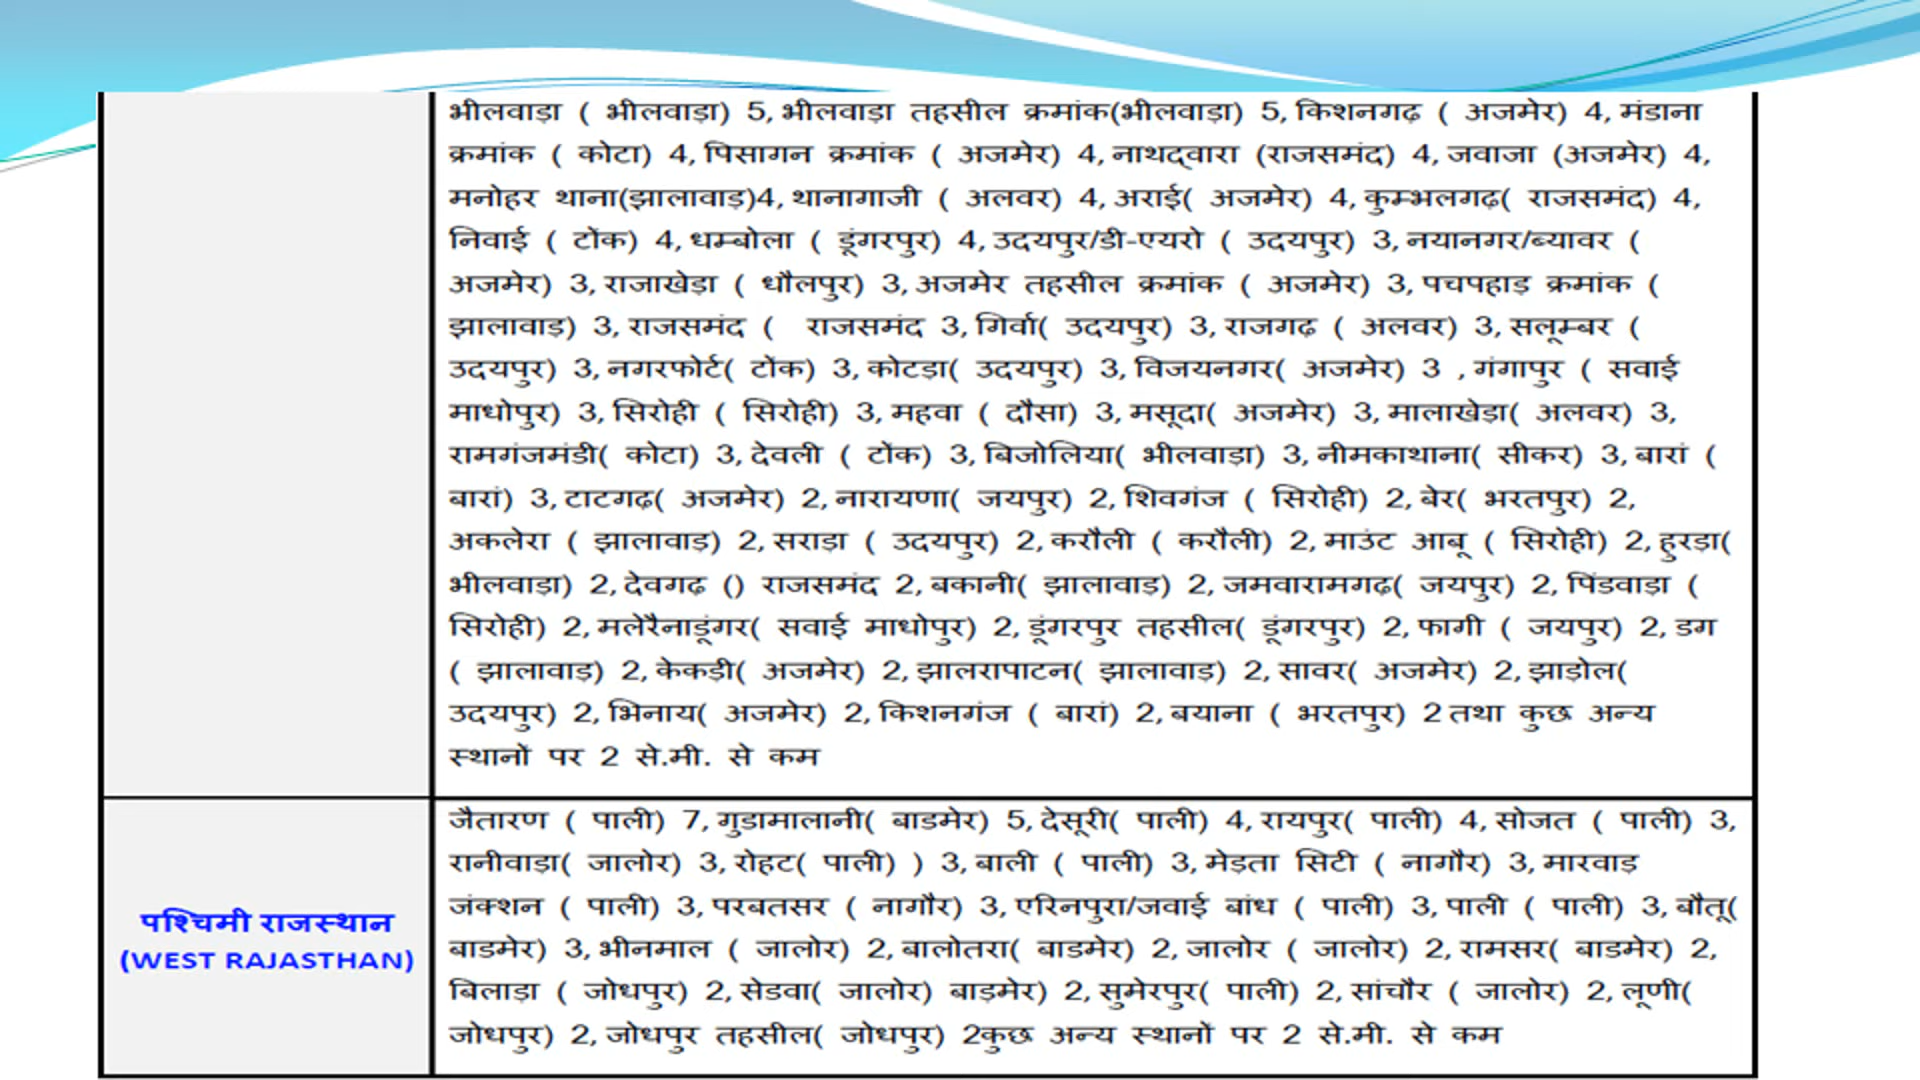 भीलवाड़ा ( भीलवाड़ा) 5, भीलवाड़ा तहसील क्रमांक(भीलवाड़ा) 5, किशनगढ़ ( अजमेर) 4, मंडाना
क्रमांक ( कोटा) 4, पिसागन क्रमांक ( अजमेर) 4, नाथद्वारा (राजसमंद) 4, जवाजा (अजमेर) 4,
मनोहर थाना(झालावाड़)4, थानागाजी ( अलवर) 4, अराई( अजमेर) 4, कुम्भलगढ़( राजसमंद) 4,
निवाई ( टोंक) 4, धम्बोला ( डूंगरपुर) 4, उदयपुर/डी-एयरो ( उदयपुर) 3, नयानगर/ब्यावर (
अजमेर) 3, राजाखेड़ा ( धौलपुर) 3, अजमेर तहसील क्रमांक ( अजमेर) 3, पचपहाड़ क्रमांक (
झालावाड़) 3, राजसमंद ( राजसमंद 3, गिर्वा( उदयपुर) 3, राजगढ़ ( अलवर) 3, सलूम्बर (
उदयपुर) 3, नगरफोर्ट( टोंक) 3, कोटड़ा( उदयपुर) 3, विजयनगर( अजमेर) 3 , गंगापुर ( सवाई
माधोपुर) 3, सिरोही ( सिरोही) 3, महवा ( दौसा) 3, मसूदा( अजमेर) 3, मालाखेड़ा( अलवर) 3,
रामगंजमंडी( कोटा) 3, देवली ( टोंक) 3, बिजोलिया( भीलवाड़ा) 3, नीमकाथाना( सीकर) 3, बारां (
बारां) 3, टाटगढ़( अजमेर) 2, नारायणा( जयपुर) 2, शिवगंज ( सिरोही) 2, बेर( भरतपुर) 2,
अकलेरा ( झालावाड़) 2, सराड़ा ( उदयपुर) 2, करौली ( करौली) 2, माउंट आबू ( सिरोही) 2, हुरड़ा(
भीलवाड़ा) 2, देवगढ़ () राजसमंद 2, बकानी( झालावाड़) 2, जमवारामगढ़( जयपुर) 2, पिंडवाड़ा (
सिरोही) 2, मलेरैनाडूंगर( सवाई माधोपुर) 2, डूंगरपुर तहसील( डूंगरपुर) 2, फागी ( जयपुर) 2, डग
( झालावाड़) 2, केकड़ी( अजमेर) 2, झालरापाटन( झालावाड़) 2, सावर( अजमेर) 2, झाड़ोल(
उदयपुर) 2, भिनाय( अजमेर) 2, किशनगंज ( बारां) 2, बयाना ( भरतपुर) 2 तथा कुछ अन्य
स्थानों पर 2 से.मी. से कम
पश्चिमी राजस्थान
(WEST RAJASTHAN)
जैतारण ( पाली) 7, गुडामालानी( बाडमेर) 5, देसूरी( पाली) 4, रायपुर( पाली) 4, सोजत ( पाली) 3,
रानीवाड़ा( जालोर) 3, रोहट( पाली) ) 3, बाली ( पाली) 3, मेड़ता सिटी ( नागौर) 3, मारवाड़
जंक्शन ( पाली) 3, परबतसर ( नागौर) 3, एरिनपुरा/जवाई बांध ( पाली) 3, पाली ( पाली) 3, बौतू(
बाडमेर) 3, भीनमाल ( जालोर) 2, बालोतरा( बाडमेर) 2, जालोर ( जालोर) 2, रामसर( बाडमेर) 2,
बिलाड़ा ( जोधपुर) 2, सेडवा( जालोर) बाड़मेर) 2, सुमेरपुर( पाली) 2, सांचौर ( जालोर) 2, लूणी(
जोधपुर) 2, जोधपुर तहसील( जोधपुर) 2कुछ अन्य स्थानों पर 2 से.मी. से कम